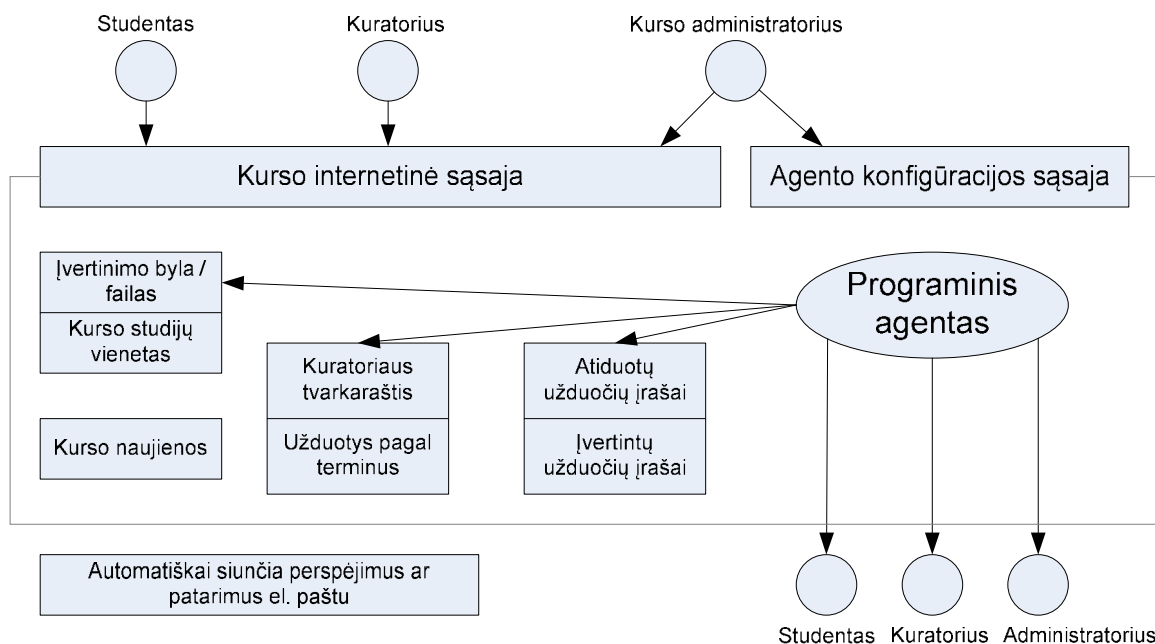 Studentas
Kuratorius
Kurso administratorius
Kurso internetinė sąsaja
Agento konfigūracijos sąsaja
Įvertinimo byla /
failas
Kurso studijų
vienetas
Programinis
agentas
Kuratoriaus
tvarkaraštis
Užduotys pagal
terminus
Atiduotų
užduočių įrašai
Įvertintų
užduočių įrašai
Kurso naujienos
Automatiškai siunčia perspėjimus ar
patarimus el. paštu
Studentas
Kuratorius
Administratorius